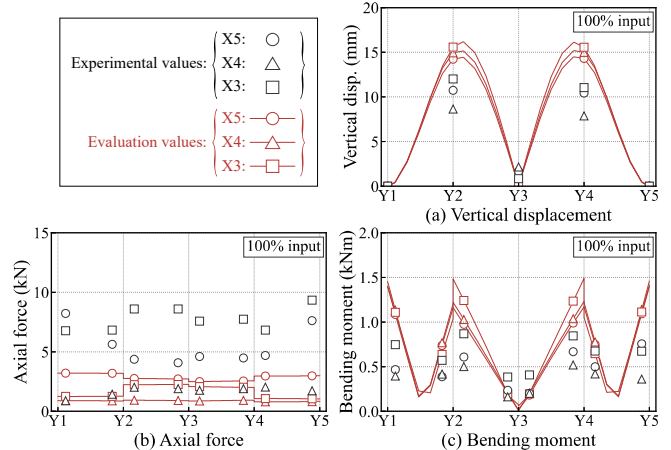 X5:
Experimental values:
X4:
X3:
X5:
Evaluation values:
X4:
X3:
100% input
Vertical disp. (mm)
20
15
10
5
0
Y1 Y2 Y3 Y4 Y5
(a) Vertical displacement
100% input
Axial force (kN)
15
10
5
0
Y1 Y2 Y3 Y4 Y5
(b) Axial force
100% input
Bending moment (kNm)
2.0
1.5
1.0
0.5
0.0
Y1 Y2 Y3 Y4 Y5
(c) Bending moment